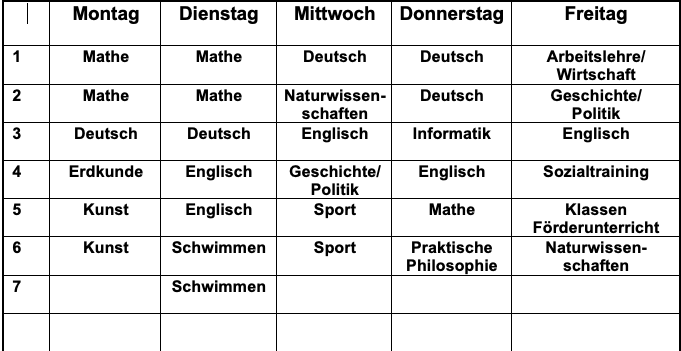 Montag Dienstag Mittwoch Donnerstag Freitag
1 Mathe Mathe Deutsch Deutsch Arbeitslehre/
Wirtschaft
2 Mathe Mathe Naturwissen- Deutsch Geschichte/
schaften Politik
3 Deutsch Deutsch Englisch Informatik Englisch
4 Erdkunde Englisch Geschichte/ Englisch Sozialtraining
Politik
5 Kunst Englisch Sport Mathe Klassen
Förderunterricht
6 Kunst Schwimmen Sport Praktische Naturwissen-
Philosophie schaften
7 Schwimmen